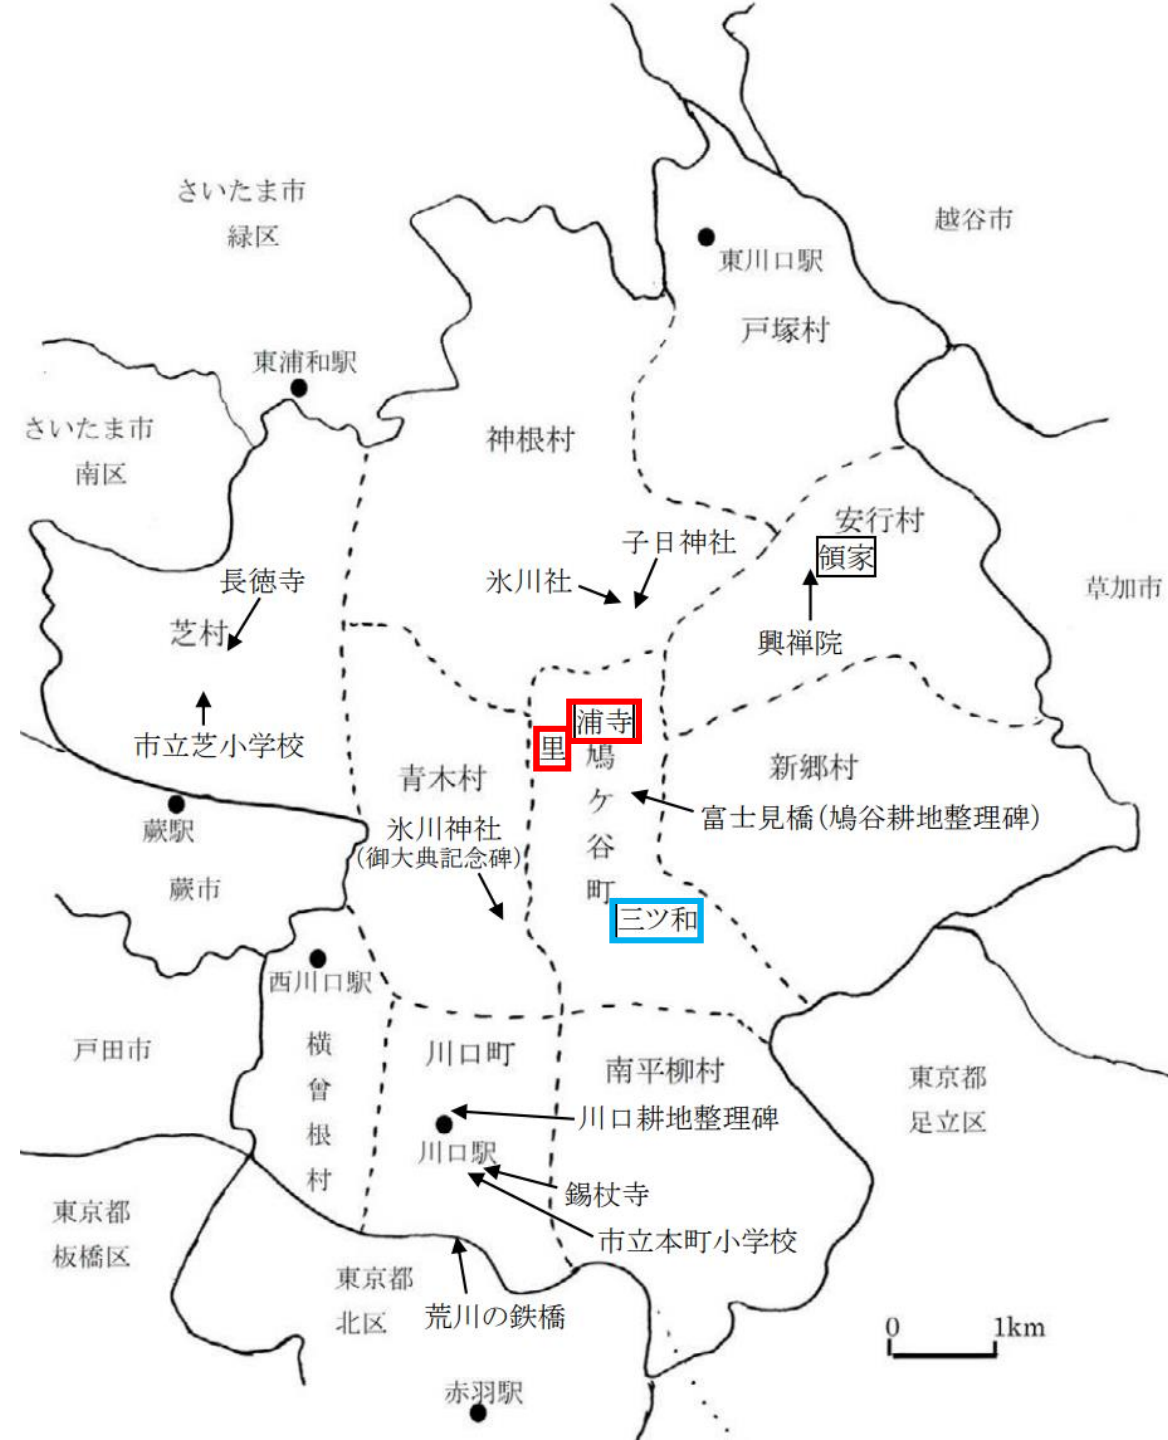 さいたま市
緑区
越谷市
東川口駅
戸塚村
東浦和駅
さいたま市
南区
神根村
安行村
領家
子日神社
氷川社
長徳寺
草加市
芝村
興禅院
浦寺
里
市立芝小学校
鳩ケ谷町
青木村
新郷村
富士見橋(鳩谷耕地整理碑)
蕨駅
氷川神社
(御大典記念碑)
蕨市
三ツ和
西川口駅
戸田市
横曾根村
川口町
南平柳村
東京都
足立区
川口耕地整理碑
川口駅
錫杖寺
東京都
板橋区
市立本町小学校
東京都
北区
荒川の鉄橋
0 1km
赤羽駅